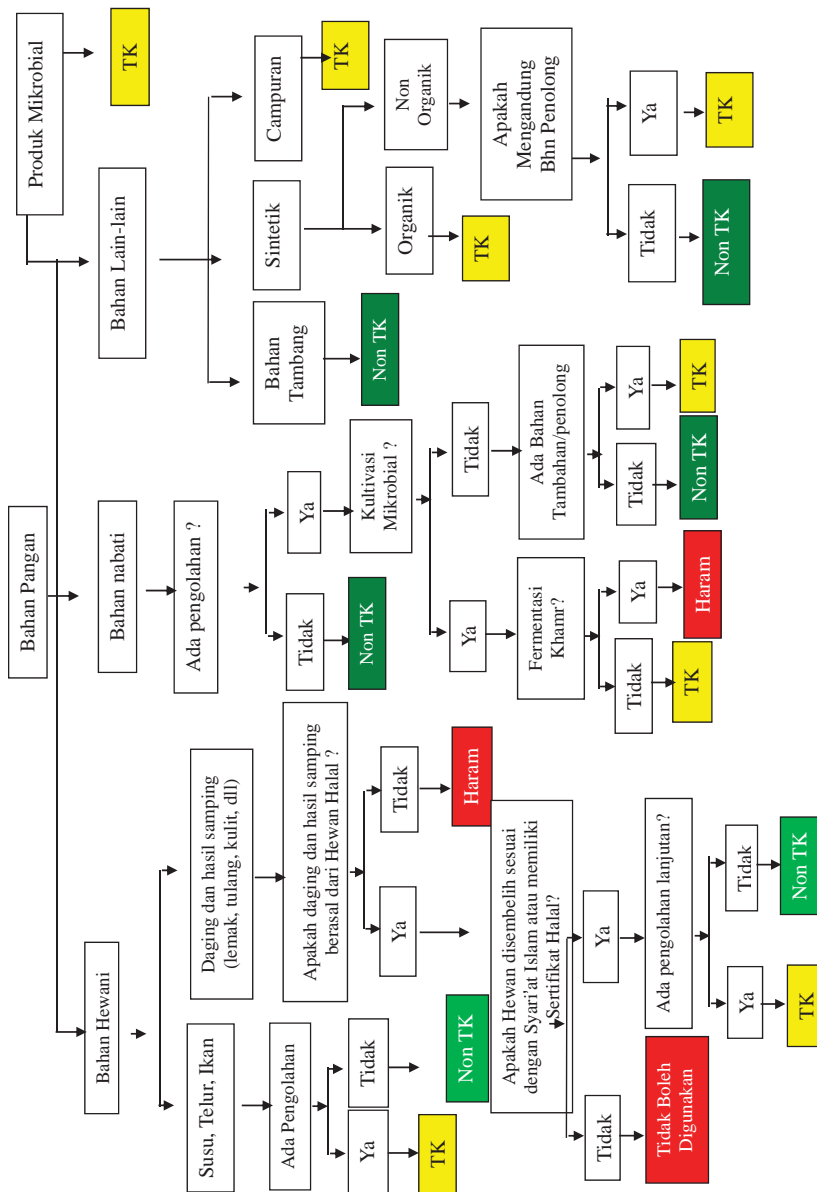 Bahan Pangan
Bahan Hewani
Susu, Telur, Ikan
Ada Pengolahan
Ya
TK
Tidak
Non TK
Daging dan hasil samping
(lemak, tulang, kulit, dll)
Apakah daging dan hasil samping
berasal dari Hewan Halal ?
Ya
Tidak
Haram
Apakah Hewan disembelih sesuai
dengan Syari'at Islam atau memiliki
Sertifikat Halal?
Tidak
Tidak Boleh
Digunakan
Ya
Ada pengolahan lanjutan?
Ya
TK
Tidak
Non TK
Bahan nabati
Ada pengolahan ?
Tidak
Non TK
Ya
Kultivasi
Mikrobial ?
Ya
Fermentasi
Khamr?
Tidak
TK
Ya
Haram
Tidak
Ada Bahan
Tambahan/penolong
Tidak
Non TK
Ya
TK
Bahan Lain-lain
Bahan
Tambang
Non TK
Sintetik
Organik
TK
Non
Organik
Apakah
Mengandung
Bhn Penolong
Tidak
Non TK
Ya
TK
Campuran
TK
Produk Mikrobial
TK